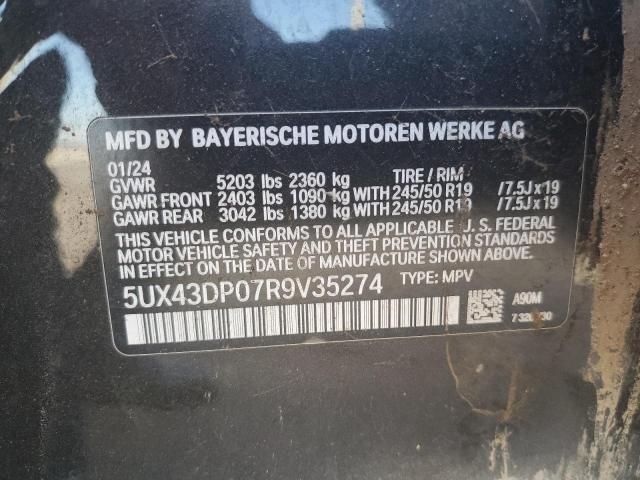 MFD BY BAYERISCHE MOTOREN WERKE AG
01/24 TIRE / RIM
GVWR 5203 lbs 2360 kg
GAWR FRONT 2403 lbs 1090 kg WITH 245/50 R19 /7.5J x 19
GAWR REAR 3042 lbs 1380 kg WITH 245/50 R19 /7.5J x 19
THIS VEHICLE CONFORMS TO ALL APPLICABLE U. S. FEDERAL
MOTOR VEHICLE SAFETY AND THEFT PREVENTION STANDARDS
IN EFFECT ON THE DATE OF MANUFACTURE SHOWN ABOVE.
5UX43DP07R9V35274 TYPE: MPV
A90M